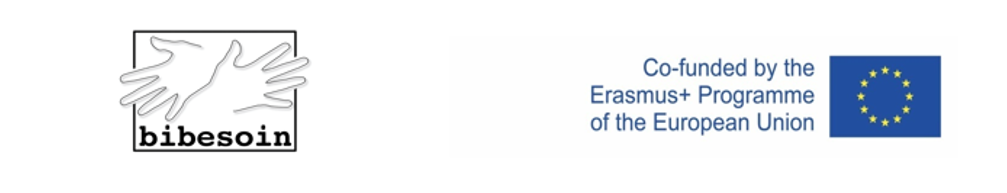 bibesoin
Co-funded by the
Erasmus+ Programme
of the European Union